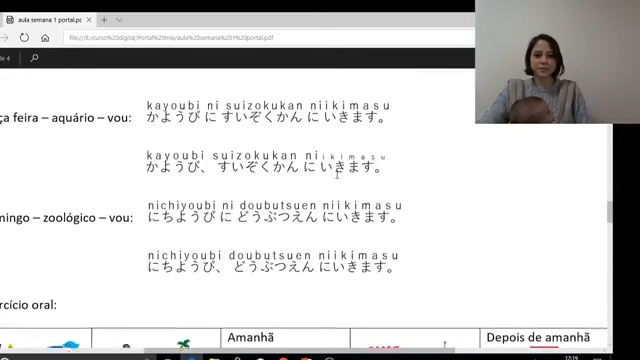 aula semana 1 portal.pd
file:///E:/curso%20digital/Portal%20mie/aula%20semana%201%20portal.pdf
de 4
kayoubi ni suizokukan niikimasu
ça feira – aquário – vou: かようび に すいぞくかん に いきます。
kayoubi suizokukan niikimasu
かようび、 すいぞくかん に いきます。
nichiyoubi ni doubutsuen niikimasu
mingo – zoológico – vou: にちようび に どうぶつえん にいきます。
nichiyoubi doubutsuen niikimasu
にちようび、 どうぶつえん にいきます。
ercício oral:
Amanhã
Depois de amanhã
12:19